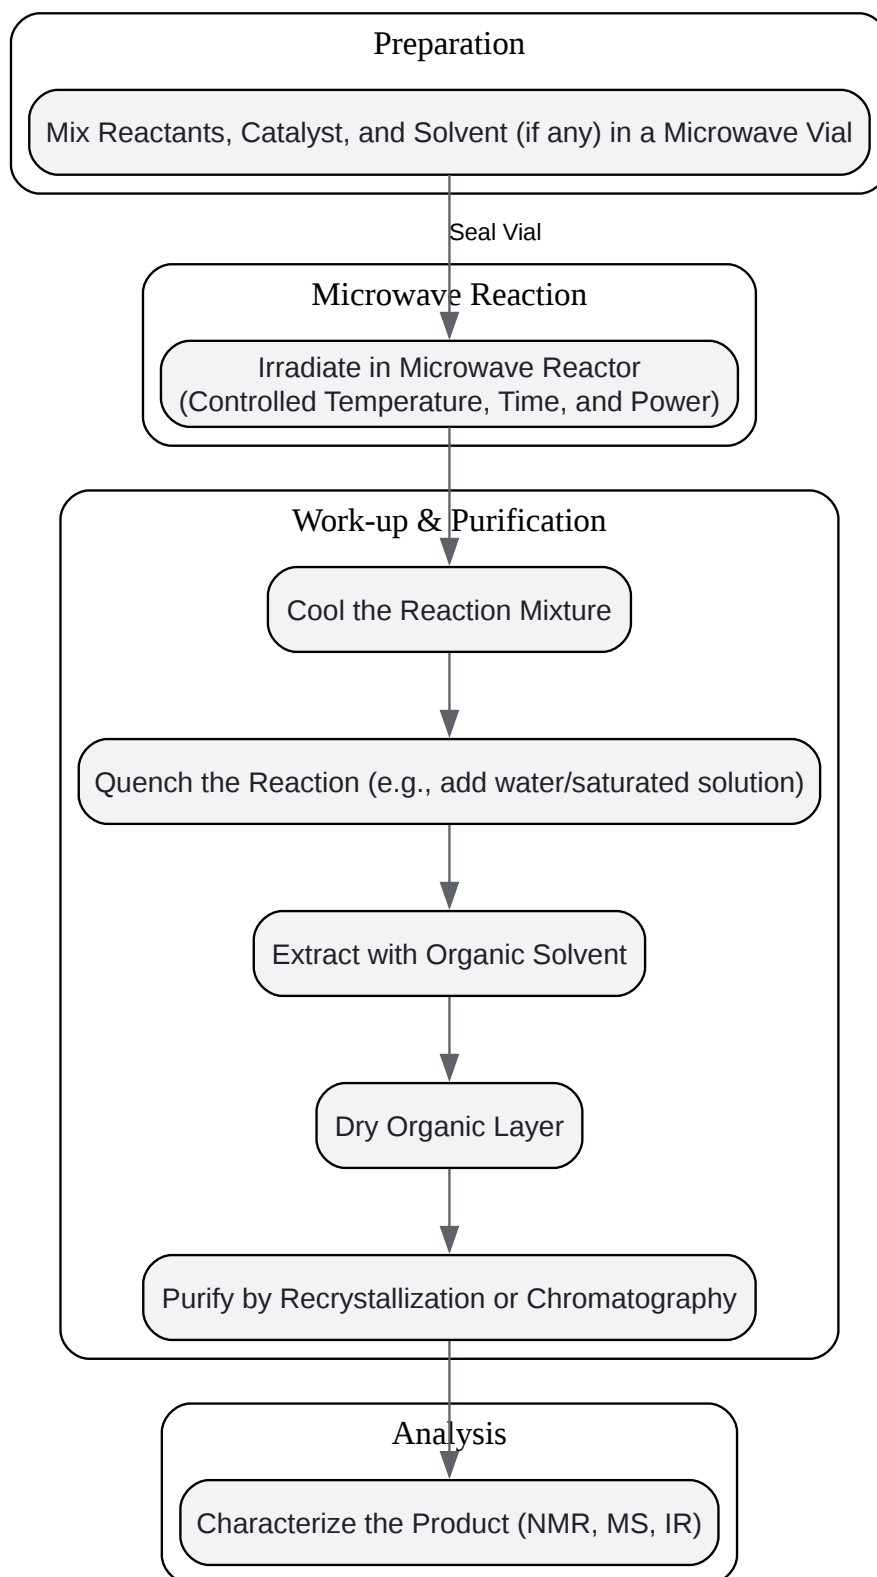 Preparation
Mix Reactants, Catalyst, and Solvent (if any) in a Microwave Vial
Seal Vial
Microwave Reaction
Irradiate in Microwave Reactor
(Controlled Temperature, Time, and Power)
Work-up & Purification
Cool the Reaction Mixture
Quench the Reaction (e.g., add water/saturated solution)
Extract with Organic Solvent
Dry Organic Layer
Purify by Recrystallization or Chromatography
Analysis
Characterize the Product (NMR, MS, IR)